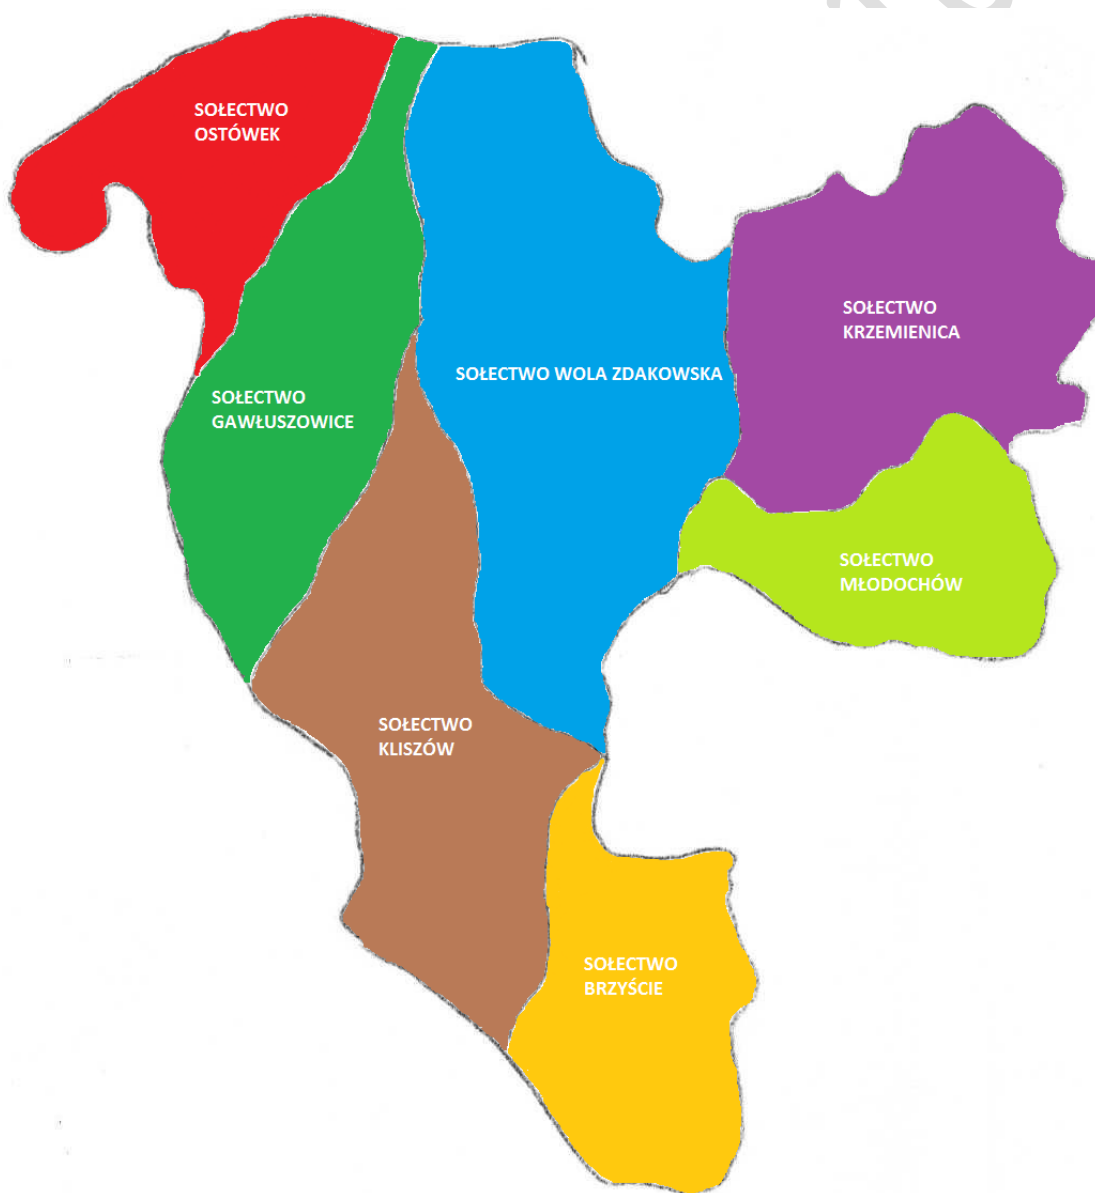 SOŁECTWO
OSTÓWEK
SOŁECTWO
KRZEMIENICA
SOŁECTWO WOLA ZDAKOWSKA
SOŁECTWO
GAWŁUSZOWICE
SOŁECTWO
MŁODOCHÓW
SOŁECTWO
KLISZÓW
SOŁECTWO
BRZYŚCIE